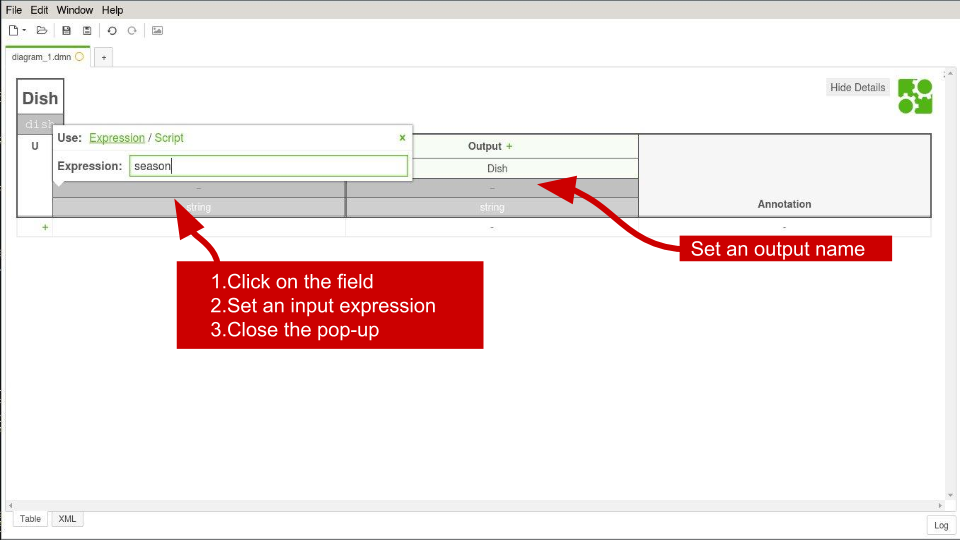 File Edit Window Help
diagram_1.dmn
+
Hide Details
Dish
dish
Use: Expression / Script x
U
Output +
Expression: season
Dish
-
-
string
string
Annotation
+
-
-
Set an output name
1.Click on the field
2.Set an input expression
3.Close the pop-up
Table XML
Log